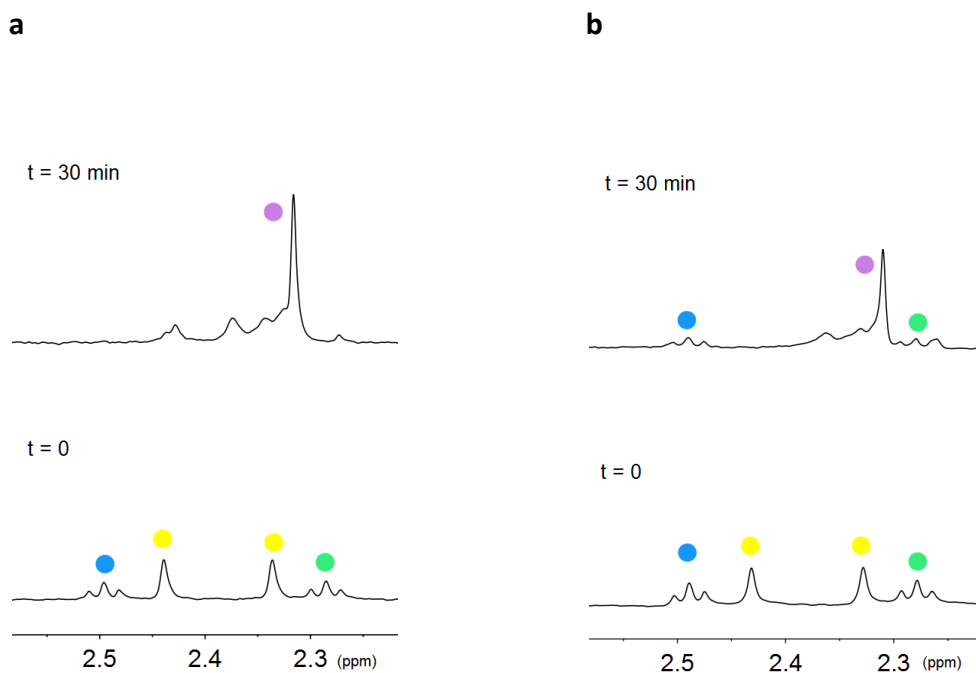 a
t = 30 min
t = 0
2.5 2.4 2.3 (ppm)
b
t = 30 min
t = 0
2.5 2.4 2.3 (ppm)